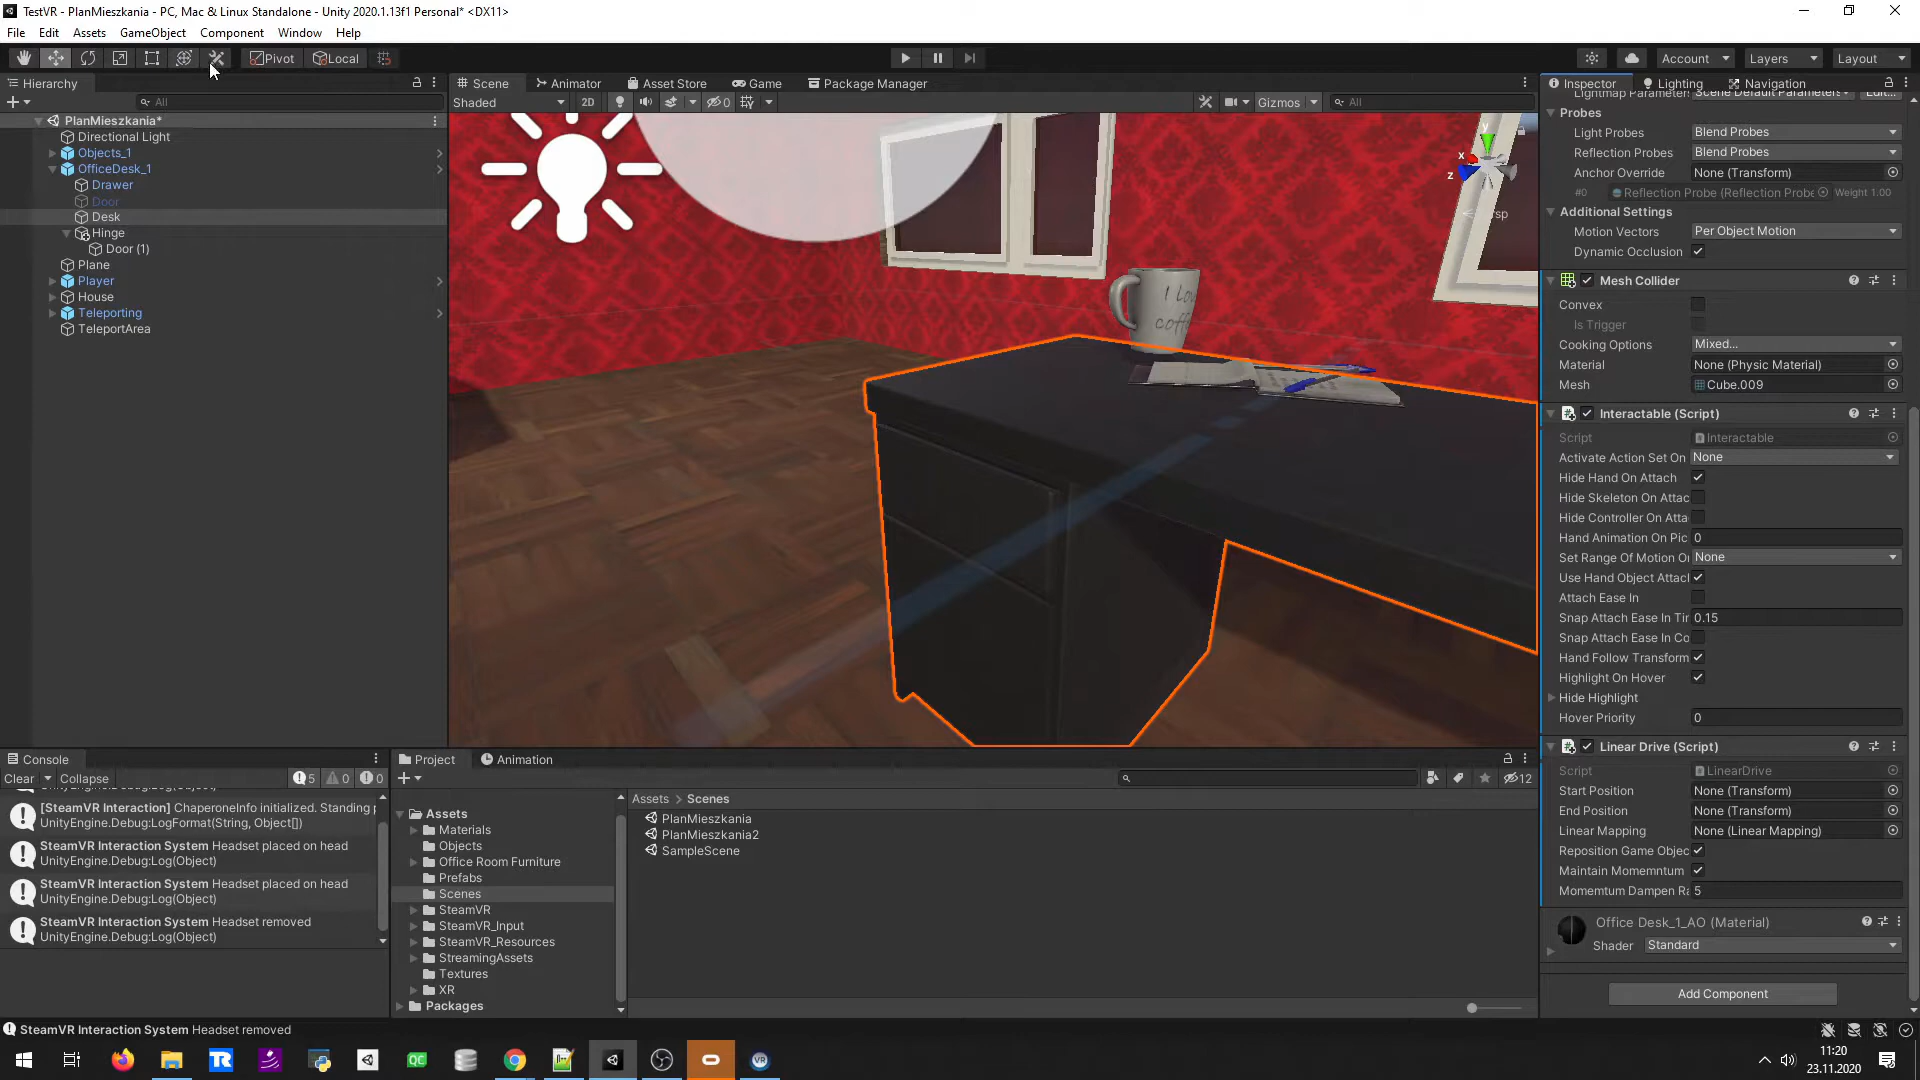 TestVR - PlanMieszkania - PC, Mac & Linux Standalone - Unity 2020.1.13f1 Personal* <DX11>
File Edit Assets GameObject Component Window Help
Pivot Local Account Layers Layout
Hierarchy Scene Animator Asset Store Game Package Manager Inspector Lighting Navigation
All Shaded 2D 0 Gizmos All
PlanMieszkania*
Directional Light
Objects_1
OfficeDesk_1
Drawer
Door
Desk
Hinge
Door (1)
Plane
Player
House
Teleporting
TeleportArea
y
x
z
I Lo
coff
Probes
Light Probes Blend Probes
Reflection Probes Blend Probes
Anchor Override None (Transform)
#0 Reflection Probe (Reflection Probe Weight 1.00
Additional Settings
Motion Vectors Per Object Motion
Dynamic Occlusion
Mesh Collider
Convex
Is Trigger
Cooking Options Mixed...
Material None (Physic Material)
Mesh Cube.009
Interactable (Script)
Script Interactable
Activate Action Set On None
Hide Hand On Attach
Hide Skeleton On Attac
Hide Controller On Atta
Hand Animation On Pic 0
Set Range Of Motion On None
Use Hand Object Attacl
Attach Ease In
Snap Attach Ease In Tir 0.15
Snap Attach Ease In Co
Hand Follow Transform
Highlight On Hover
Hide Highlight
Hover Priority 0
Linear Drive (Script)
Script LinearDrive
Start Position None (Transform)
End Position None (Transform)
Linear Mapping None (Linear Mapping)
Reposition Game Objec
Maintain Momemntum
Momemtum Dampen Ra 5
Office Desk_1_AO (Material)
Shader Standard
Add Component
Console
Clear Collapse 5 0 0
UnityEngine.Debug:Log(Object)
[SteamVR Interaction] ChaperoneInfo initialized. Standing p
UnityEngine.Debug:LogFormat(String, Object[])
SteamVR Interaction System Headset placed on head
UnityEngine.Debug:Log(Object)
SteamVR Interaction System Headset placed on head
UnityEngine.Debug:Log(Object)
SteamVR Interaction System Headset removed
UnityEngine.Debug:Log(Object)
Project Animation
12
Assets
Materials
Objects
Office Room Furniture
Prefabs
Scenes
SteamVR
SteamVR_Input
SteamVR_Resources
StreamingAssets
Textures
XR
Packages
Assets > Scenes
PlanMieszkania
PlanMieszkania2
SampleScene
SteamVR Interaction System Headset removed
TR QC VR
11:20
23.11.2020